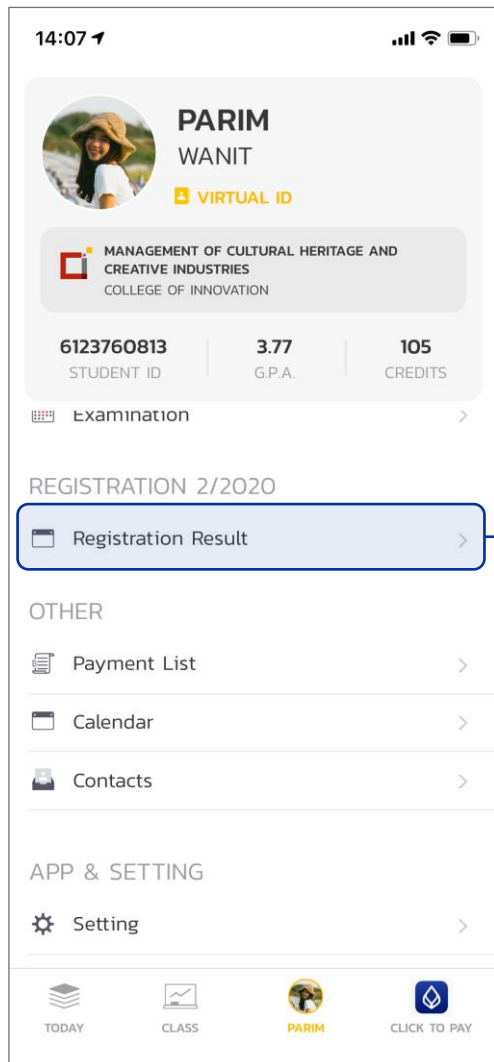 14:07
PARIM
WANIT
VIRTUAL ID
MANAGEMENT OF CULTURAL HERITAGE AND
CREATIVE INDUSTRIES
COLLEGE OF INNOVATION
6123760813 3.77 105
STUDENT ID G.P.A. CREDITS
Examination
REGISTRATION 2/2020
Registration Result
OTHER
Payment List
Calendar
Contacts
APP & SETTING
Setting
TODAY CLASS PARIM CLICK TO PAY